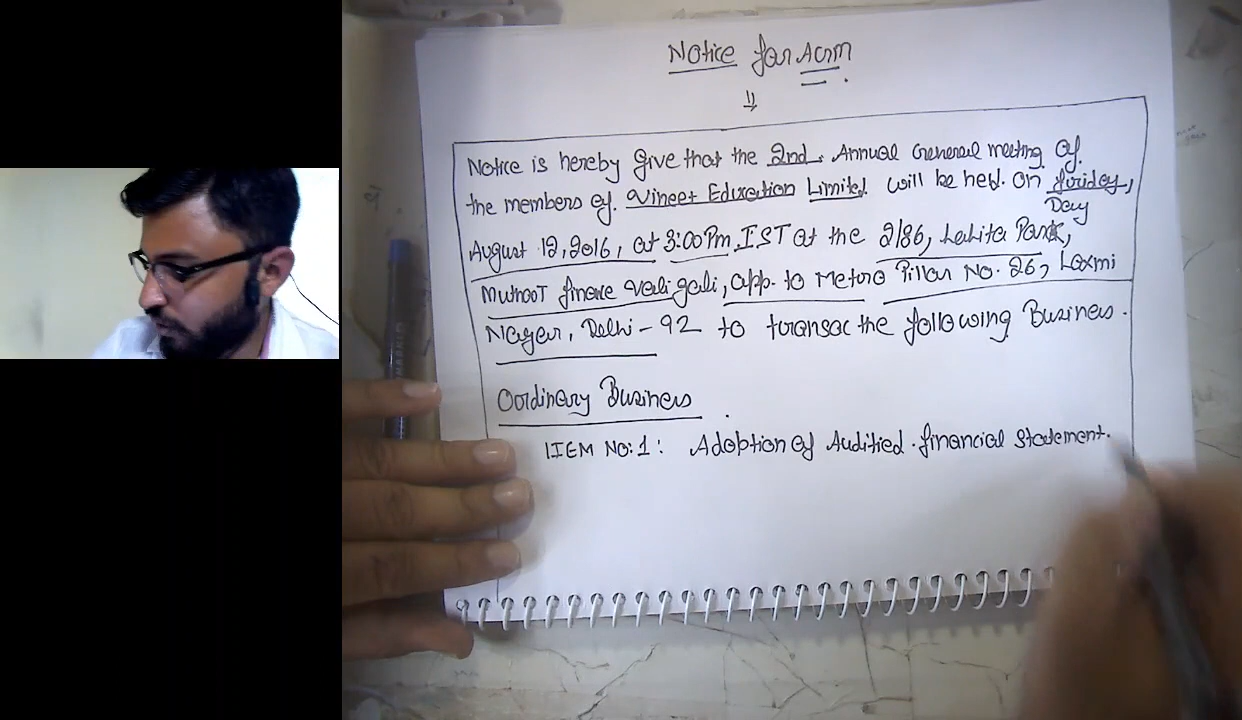 Notice for AGM
Notice is hereby give that the 2nd. Annual General meeting of
the members of. Vineet Education Limited. will be held. on friday,
Day
August 12, 2016, at 3:00 Pm IST at the 2/86, Lalita Park,
Muthoot finance wali gali, opp. to Metro Pillar No. 26, Laxmi
Nagar, Delhi - 92 to transac the following Business.
Oordinary Business
ITEM NO: 1: Adoption of Auditied financial Statement.